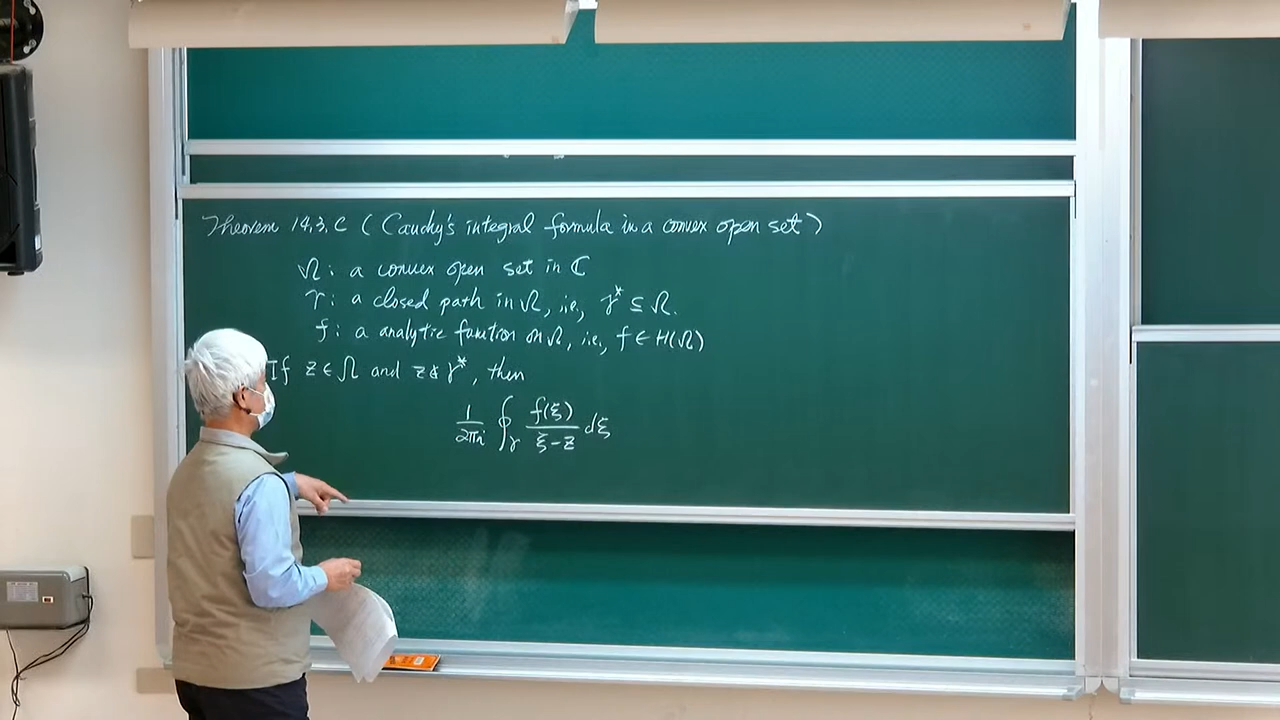 Theorem 14.3.C (Cauchy's integral formula in a convex open set)
Ω: a convex open set in ℂ
γ: a closed path in Ω, i.e., γ* ⊆ Ω.
f: a analytic function on Ω, i.e., f ∈ H(Ω)
If z ∈ Ω and z ∉ γ*, then
1/2πi ∮_γ f(ξ)/(ξ-z) dξ